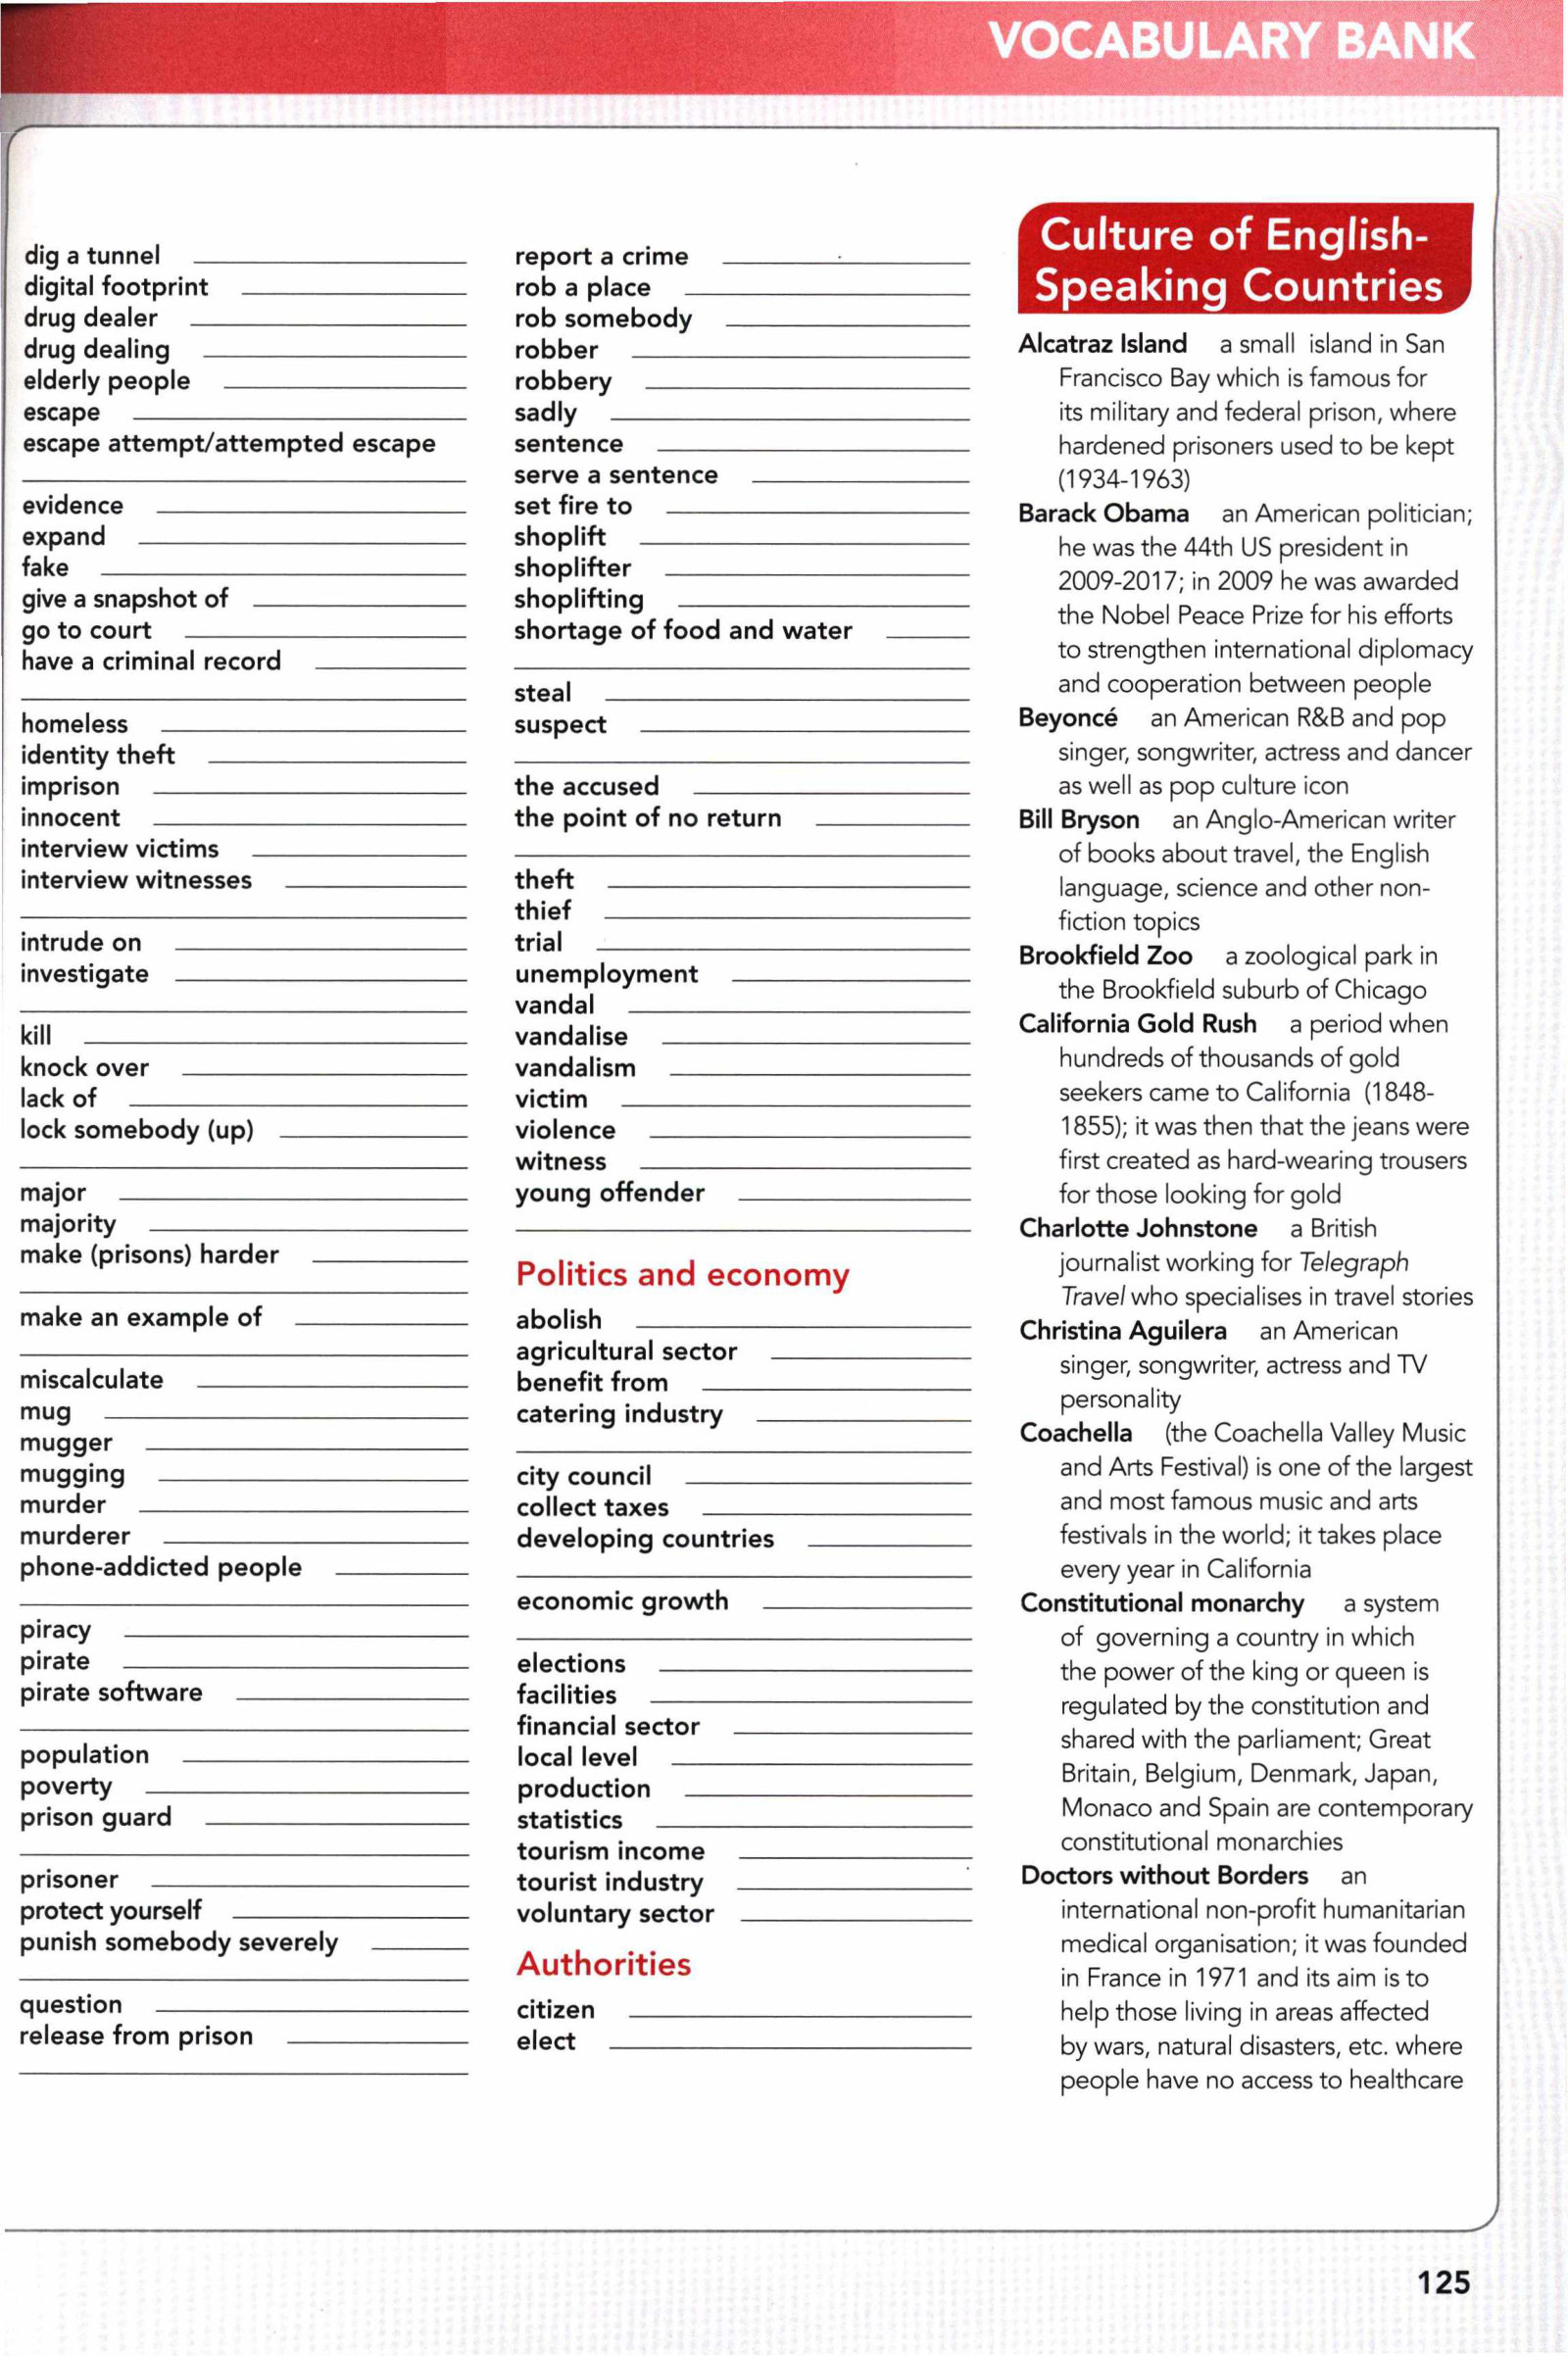 VOCABULARY BANK
dig a tunnel
digital footprint
drug dealer
drug dealing
elderly people
escape
escape attempt/attempted escape
evidence
expand
fake
give a snapshot of
go to court
have a criminal record
homeless
identity theft
imprison
innocent
interview victims
interview witnesses
intrude on
investigate
kill
knock over
lack of
lock somebody (up)
major
majority
make (prisons) harder
make an example of
miscalculate
mug
mugger
mugging
murder
murderer
phone-addicted people
piracy
pirate
pirate software
population
poverty
prison guard
prisoner
protect yourself
punish somebody severely
question
release from prison
report a crime
rob a place
rob somebody
robber
robbery
sadly
sentence
serve a sentence
set fire to
shoplift
shoplifter
shoplifting
shortage of food and water
steal
suspect
the accused
the point of no return
theft
thief
trial
unemployment
vandal
vandalise
vandalism
victim
violence
witness
young offender
Politics and economy
abolish
agricultural sector
benefit from
catering industry
city council
collect taxes
developing countries
economic growth
elections
facilities
financial sector
local level
production
statistics
tourism income
tourist industry
voluntary sector
Authorities
citizen
elect
Culture of English-
Speaking Countries
Alcatraz Island a small island in San
Francisco Bay which is famous for
its military and federal prison, where
hardened prisoners used to be kept
(1934-1963)
Barack Obama an American politician;
he was the 44th US president in
2009-2017; in 2009 he was awarded
the Nobel Peace Prize for his efforts
to strengthen international diplomacy
and cooperation between people
Beyoncé an American R&B and pop
singer, songwriter, actress and dancer
as well as pop culture icon
Bill Bryson an Anglo-American writer
of books about travel, the English
language, science and other non-
fiction topics
Brookfield Zoo a zoological park in
the Brookfield suburb of Chicago
California Gold Rush a period when
hundreds of thousands of gold
seekers came to California (1848-
1855); it was then that the jeans were
first created as hard-wearing trousers
for those looking for gold
Charlotte Johnstone a British
journalist working for Telegraph
Travel who specialises in travel stories
Christina Aguilera an American
singer, songwriter, actress and TV
personality
Coachella (the Coachella Valley Music
and Arts Festival) is one of the largest
and most famous music and arts
festivals in the world; it takes place
every year in California
Constitutional monarchy a system
of governing a country in which
the power of the king or queen is
regulated by the constitution and
shared with the parliament; Great
Britain, Belgium, Denmark, Japan,
Monaco and Spain are contemporary
constitutional monarchies
Doctors without Borders an
international non-profit humanitarian
medical organisation; it was founded
in France in 1971 and its aim is to
help those living in areas affected
by wars, natural disasters, etc. where
people have no access to healthcare
125